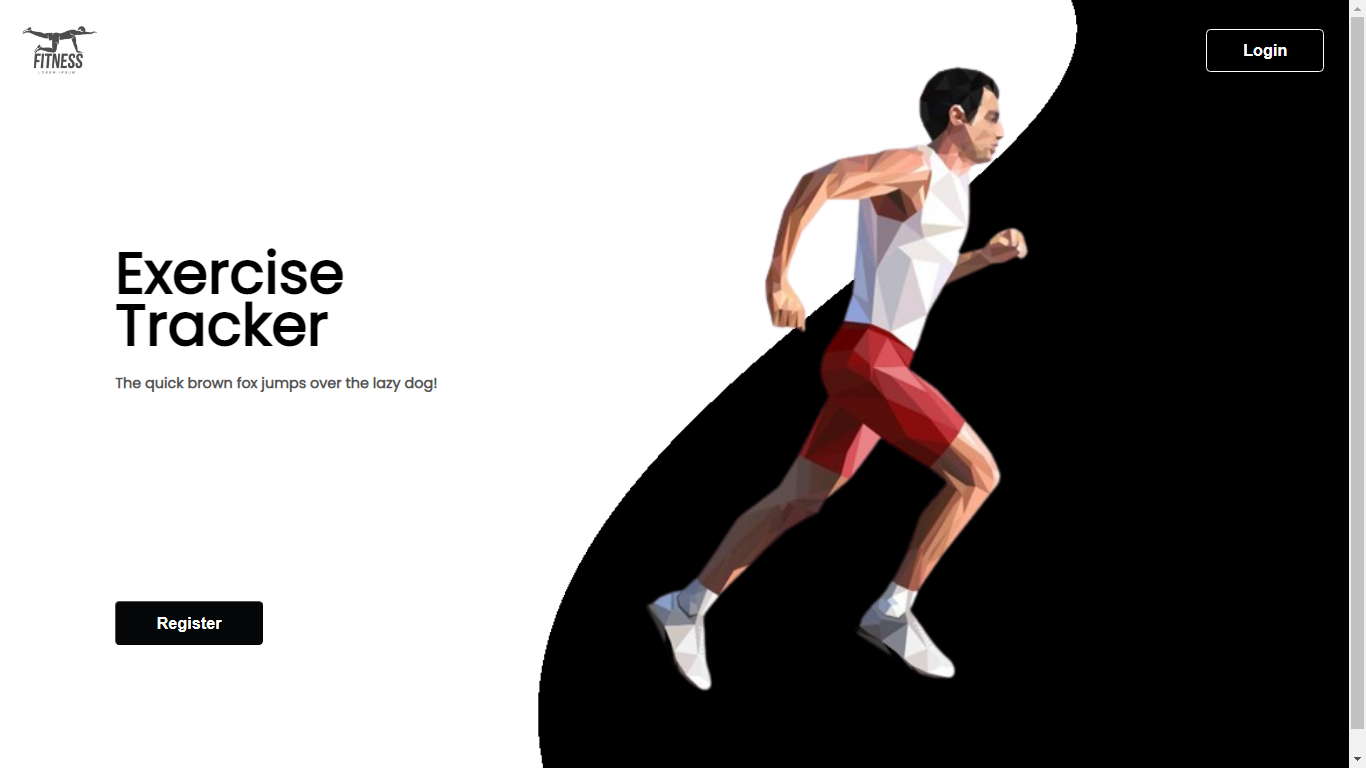 FITNESS
LOREM IPSUM
Login
Exercise
Tracker
The quick brown fox jumps over the lazy dog!
Register